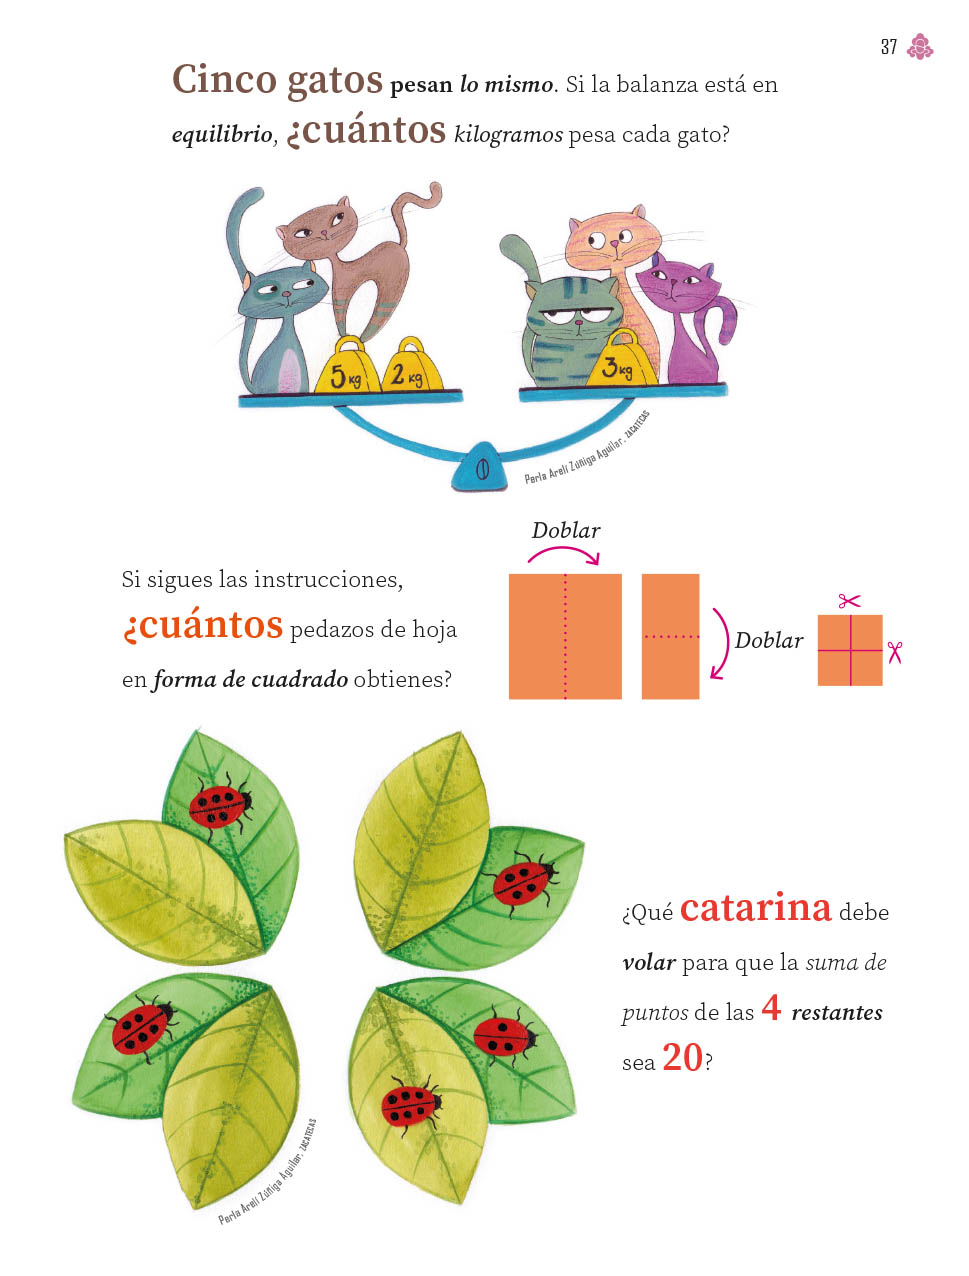 37
Cinco gatos pesan lo mismo. Si la balanza está en
equilibrio, ¿cuántos kilogramos pesa cada gato?
5 kg
2 kg
3 kg
0
Perla Areli Zúñiga Aguilar, ZACATECAS
Doblar
Si sigues las instrucciones,
¿cuántos pedazos de hoja
en forma de cuadrado obtienes?
Doblar
¿Qué catarina debe
volar para que la suma de
puntos de las 4 restantes
sea 20?
Perla Areli Zúñiga Aguilar, ZACATECAS